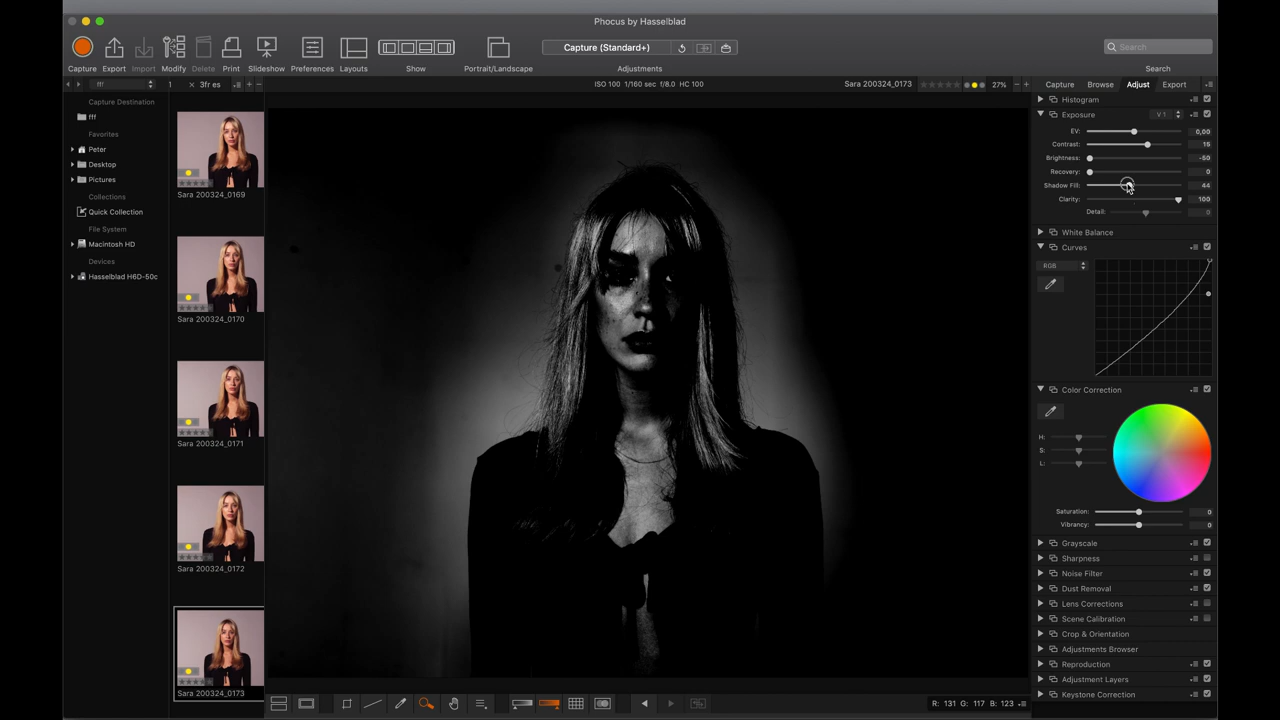 Phocus by Hasselblad
Capture Export Import Modify Delete Print Slideshow Preferences Layouts Show Portrait/Landscape Capture (Standard+) Adjustments Search Search
fff 1 × 3fr es
ISO 100 1/160 sec f/8.0 HC 100
Sara 200324_0173
27%
Capture Browse Adjust Export
Capture Destination
fff
Favorites
Peter
Desktop
Pictures
Collections
Quick Collection
File System
Macintosh HD
Devices
Hasselblad H6D-50c
Sara 200324_0169
Sara 200324_0170
Sara 200324_0171
Sara 200324_0172
Sara 200324_0173
Histogram
Exposure V 1
EV: 0,00
Contrast: 15
Brightness: -50
Recovery: 0
Shadow Fill: 44
Clarity: 100
Detail: 0
White Balance
Curves
RGB
Color Correction
H:
S:
L:
Saturation: 0
Vibrancy: 0
Grayscale
Sharpness
Noise Filter
Dust Removal
Lens Corrections
Scene Calibration
Crop & Orientation
Adjustments Browser
Reproduction
Adjustment Layers
Keystone Correction
R: 131 G: 117 B: 123